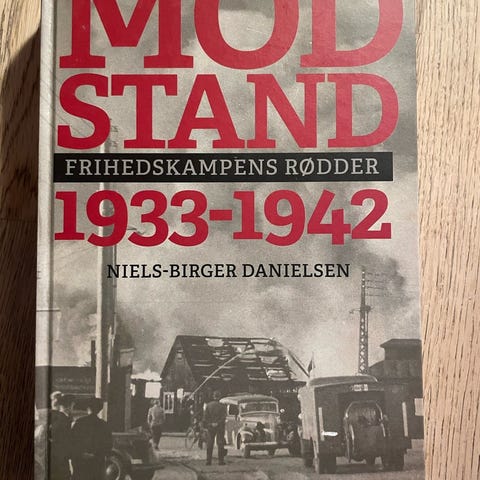 MOD
STAND
FRIHEDSKAMPENS RØDDER
1933-1942
NIELS-BIRGER DANIELSEN